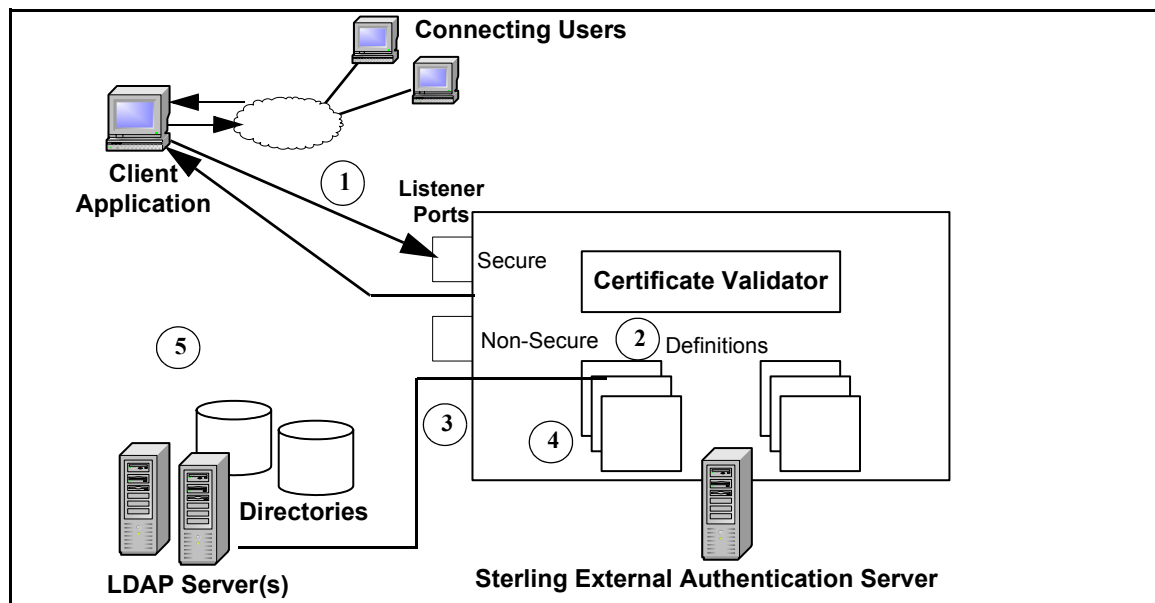 Connecting Users
Client
Application
1
Listener
Ports
Secure
Certificate Validator
Non-Secure
2
Definitions
5
3
4
Directories
LDAP Server(s)
Sterling External Authentication Server